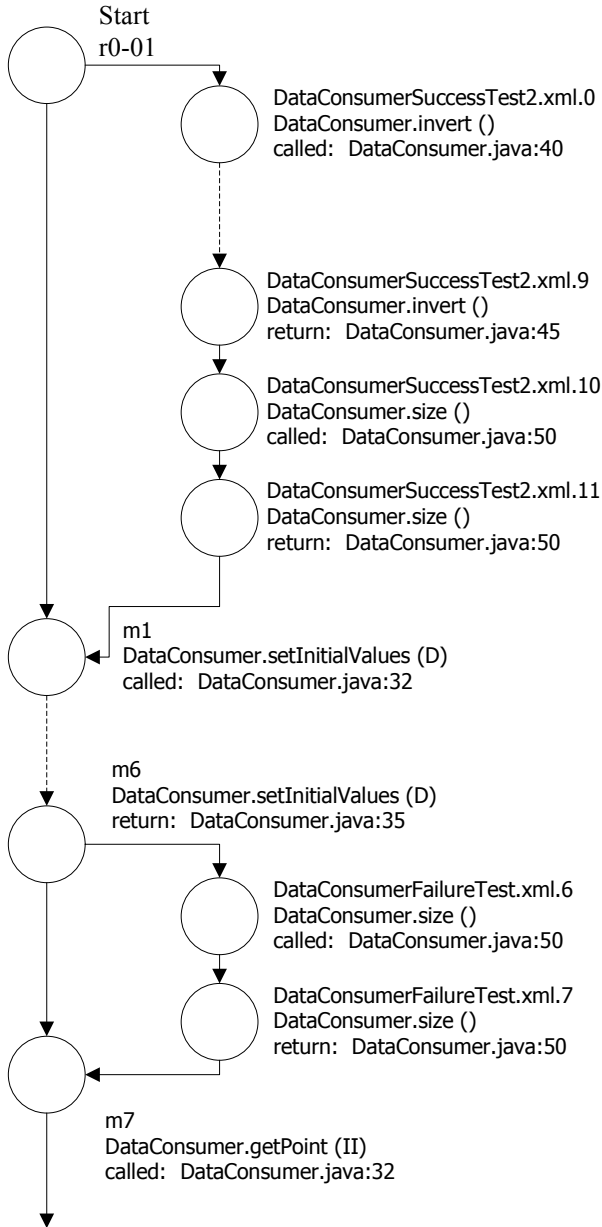 Start
r0-01
DataConsumerSuccessTest2.xml.0
DataConsumer.invert ()
called:  DataConsumer.java:40
DataConsumerSuccessTest2.xml.9
DataConsumer.invert ()
return:  DataConsumer.java:45
DataConsumerSuccessTest2.xml.10
DataConsumer.size ()
called:  DataConsumer.java:50
DataConsumerSuccessTest2.xml.11
DataConsumer.size ()
return:  DataConsumer.java:50
m1
DataConsumer.setInitialValues (D)
called:  DataConsumer.java:32
m6
DataConsumer.setInitialValues (D)
return:  DataConsumer.java:35
DataConsumerFailureTest.xml.6
DataConsumer.size ()
called:  DataConsumer.java:50
DataConsumerFailureTest.xml.7
DataConsumer.size ()
return:  DataConsumer.java:50
m7
DataConsumer.getPoint (II)
called:  DataConsumer.java:32